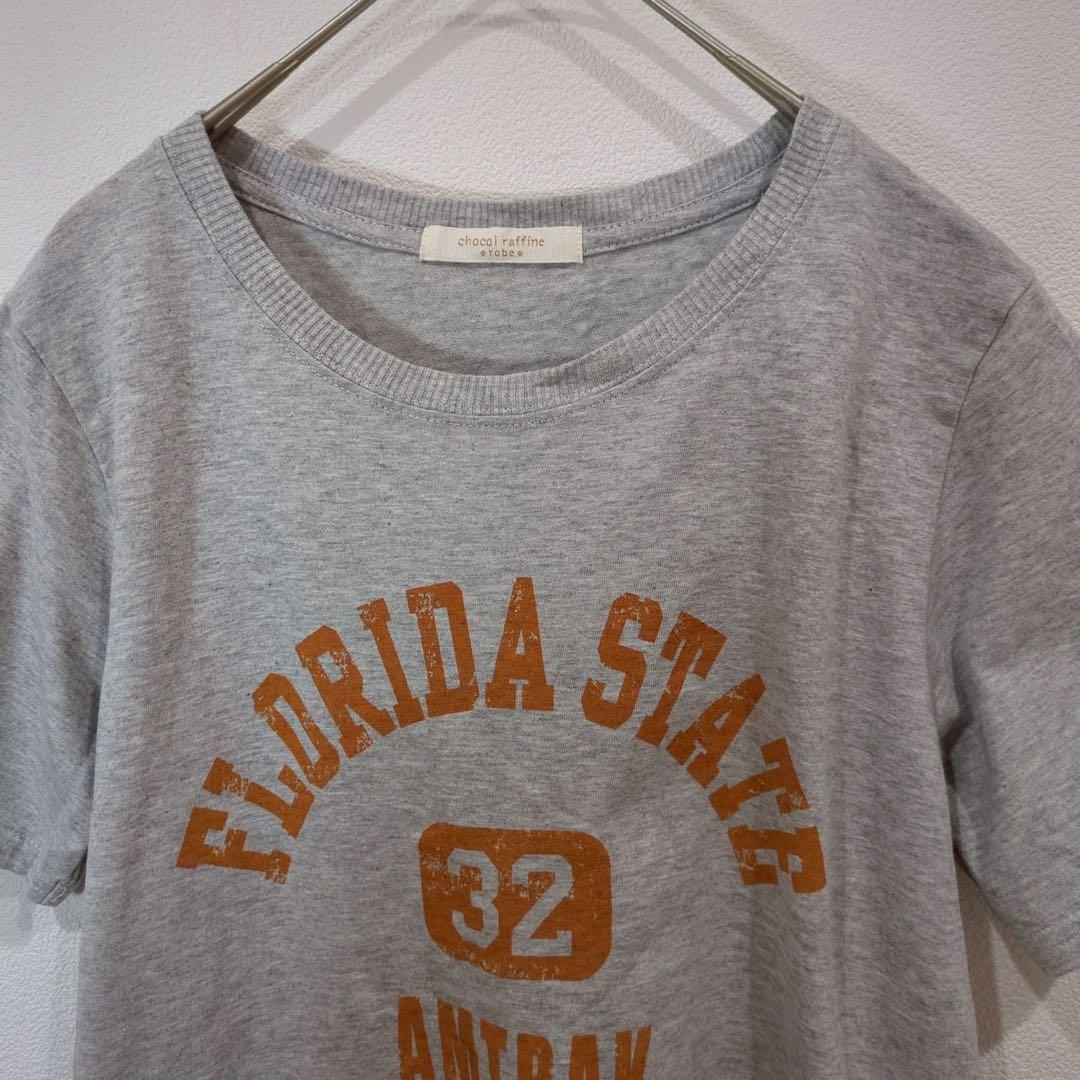 chocol raffine
robe
FLORIDA STATE
32
AMTRAK